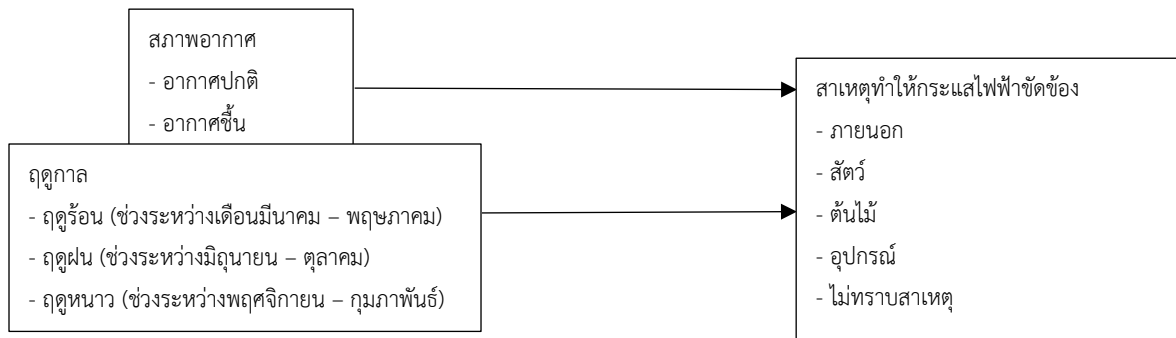 สภาพอากาศ
- อากาศปกติ
- อากาศชื้น
ฤดูกาล
- ฤดูร้อน (ช่วงระหว่างเดือนมีนาคม – พฤษภาคม)
- ฤดูฝน (ช่วงระหว่างมิถุนายน – ตุลาคม)
- ฤดูหนาว (ช่วงระหว่างพฤศจิกายน – กุมภาพันธ์)
สาเหตุทำให้กระแสไฟฟ้าขัดข้อง
- ภายนอก
- สัตว์
- ต้นไม้
- อุปกรณ์
- ไม่ทราบสาเหตุ